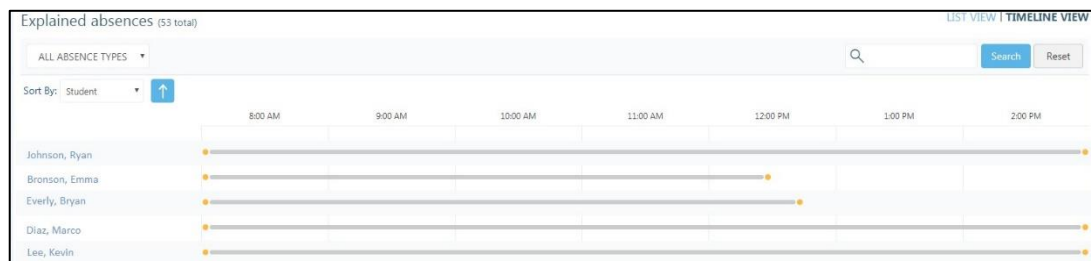 Explained absences (53 total)
LIST VIEW | TIMELINE VIEW
ALL ABSENCE TYPES
Search
Reset
Sort By: Student
8:00 AM 9:00 AM 10:00 AM 11:00 AM 12:00 PM 1:00 PM 2:00 PM
Johnson, Ryan
Bronson, Emma
Everly, Bryan
Diaz, Marco
Lee, Kevin